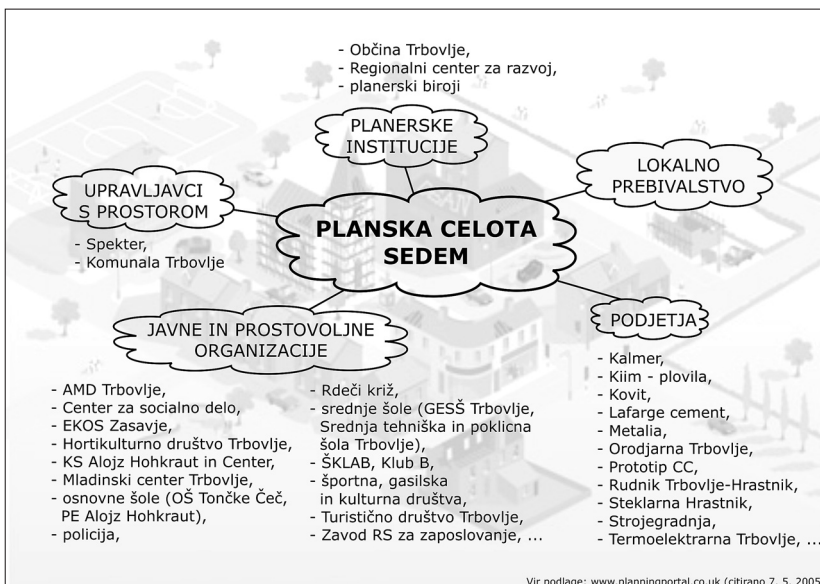 - Občina Trbovlje,
- Regionalni center za razvoj,
- planerski biroji
PLANERSKE
INSTITUCIJE
LOKALNO
PREBIVALSTVO
UPRAVLJAVCI
S PROSTOROM
- Spekter,
- Komunala Trbovlje
PLANSKA CELOTA
SEDEM
JAVNE IN PROSTOVOLJNE
ORGANIZACIJE
- AMD Trbovlje,
- Center za socialno delo,
- EKOS Zasavje,
- Hortikulturno društvo Trbovlje,
- KS Alojz Hohkraut in Center,
- Mladinski center Trbovlje,
- osnovne šole (OŠ Tončke Čeč,
PE Alojz Hohkraut),
- policija,
- Rdeči križ,
- srednje šole (GESŠ Trbovlje,
Srednja tehniška in poklicna
šola Trbovlje),
- ŠKLAB, Klub B,
- športna, gasilska
in kulturna društva,
- Turistično društvo Trbovlje,
- Zavod RS za zaposlovanje, ...
PODJETJA
- Kalmer,
- Kiim - plovila,
- Kovit,
- Lafarge cement,
- Metalia,
- Orodjarna Trbovlje,
- Prototip CC,
- Rudnik Trbovlje-Hrastnik,
- Steklarna Hrastnik,
- Strojegradnja,
- Termoelektrarna Trbovlje, ...
Vir podlage: www.planningportal.co.uk (citirano 7. 5. 2005